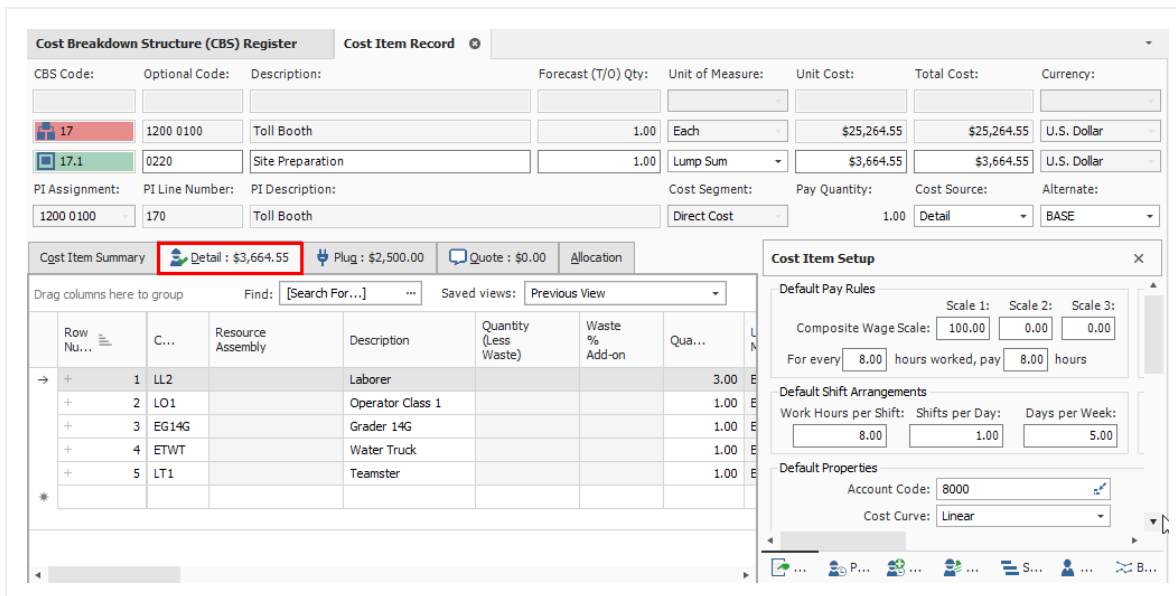 Cost Breakdown Structure (CBS) Register Cost Item Record
CBS Code: Optional Code: Description: Forecast (T/O) Qty: Unit of Measure: Unit Cost: Total Cost: Currency:
17 1200 0100 Toll Booth 1.00 Each $25,264.55 $25,264.55 U.S. Dollar
17.1 0220 Site Preparation 1.00 Lump Sum $3,664.55 $3,664.55 U.S. Dollar
PI Assignment: PI Line Number: PI Description: Cost Segment: Pay Quantity: Cost Source: Alternate:
1200 0100 170 Toll Booth Direct Cost 1.00 Detail BASE
Cost Item Summary Detail : $3,664.55 Plug : $2,500.00 Quote : $0.00 Allocation
Drag columns here to group Find: [Search For...] ... Saved views: Previous View
Row Nu... C... Resource Assembly Description Quantity (Less Waste) Waste % Add-on Qua...
1 LL2 Laborer 3.00 E
2 LO1 Operator Class 1 1.00 E
3 EG14G Grader 14G 1.00 E
4 ETWT Water Truck 1.00 E
5 LT1 Teamster 1.00 E
Cost Item Setup
Default Pay Rules
Scale 1: Scale 2: Scale 3:
Composite Wage Scale: 100.00 0.00 0.00
For every 8.00 hours worked, pay 8.00 hours
Default Shift Arrangements
Work Hours per Shift: Shifts per Day: Days per Week:
8.00 1.00 5.00
Default Properties
Account Code: 8000
Cost Curve: Linear
... P... ... ... S... ... B...